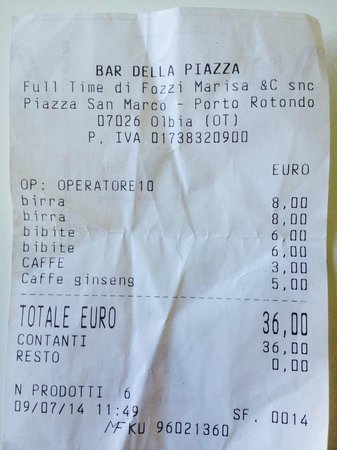 BAR DELLA PIAZZA
Full Time di Fozzi Marisa &C snc
Piazza San Marco - Porto Rotondo
07026 Olbia (OT)
P. IVA 01738320900
EURO
OP: OPERATORE10
birra 8,00
birra 8,00
bibite 6,00
bibite 6,00
CAFFE 3,00
Caffe ginseng 5,00
TOTALE EURO 36,00
CONTANTI 36,00
RESTO 0,00
N PRODOTTI 6
09/07/14 11:49 SF. 0014
MF KU 96021360